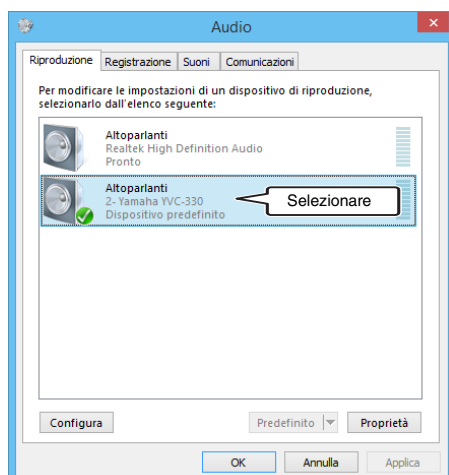 Audio
Riproduzione Registrazione Suoni Comunicazioni
Per modificare le impostazioni di un dispositivo di riproduzione,
selezionarlo dall'elenco seguente:
Altoparlanti
Realtek High Definition Audio
Pronto
Altoparlanti
2- Yamaha YVC-330
Dispositivo predefinito
Selezionare
Configura Predefinito Proprietà
OK Annulla Applica